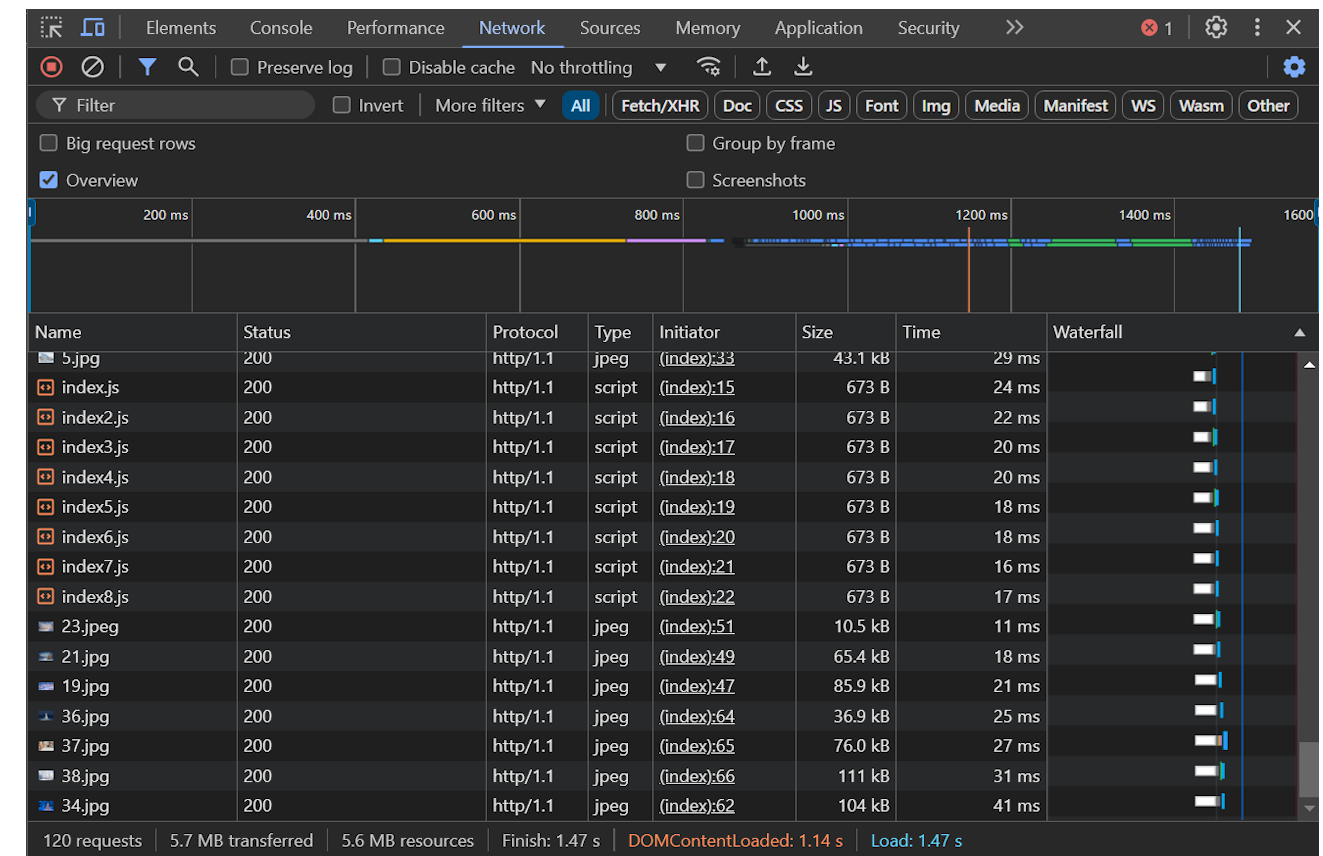 Elements Console Performance Network Sources Memory Application Security 1
Preserve log Disable cache No throttling
Filter Invert More filters All Fetch/XHR Doc CSS JS Font Img Media Manifest WS Wasm Other
Big request rows Group by frame
Overview Screenshots
200 ms 400 ms 600 ms 800 ms 1000 ms 1200 ms 1400 ms 1600
Name Status Protocol Type Initiator Size Time Waterfall
5.jpg 200 http/1.1 jpeg (index):33 43.1 kB 29 ms
index.js 200 http/1.1 script (index):15 673 B 24 ms
index2.js 200 http/1.1 script (index):16 673 B 22 ms
index3.js 200 http/1.1 script (index):17 673 B 20 ms
index4.js 200 http/1.1 script (index):18 673 B 20 ms
index5.js 200 http/1.1 script (index):19 673 B 18 ms
index6.js 200 http/1.1 script (index):20 673 B 18 ms
index7.js 200 http/1.1 script (index):21 673 B 16 ms
index8.js 200 http/1.1 script (index):22 673 B 17 ms
23.jpeg 200 http/1.1 jpeg (index):51 10.5 kB 11 ms
21.jpg 200 http/1.1 jpeg (index):49 65.4 kB 18 ms
19.jpg 200 http/1.1 jpeg (index):47 85.9 kB 21 ms
36.jpg 200 http/1.1 jpeg (index):64 36.9 kB 25 ms
37.jpg 200 http/1.1 jpeg (index):65 76.0 kB 27 ms
38.jpg 200 http/1.1 jpeg (index):66 111 kB 31 ms
34.jpg 200 http/1.1 jpeg (index):62 104 kB 41 ms
120 requests 5.7 MB transferred 5.6 MB resources Finish: 1.47 s DOMContentLoaded: 1.14 s Load: 1.47 s